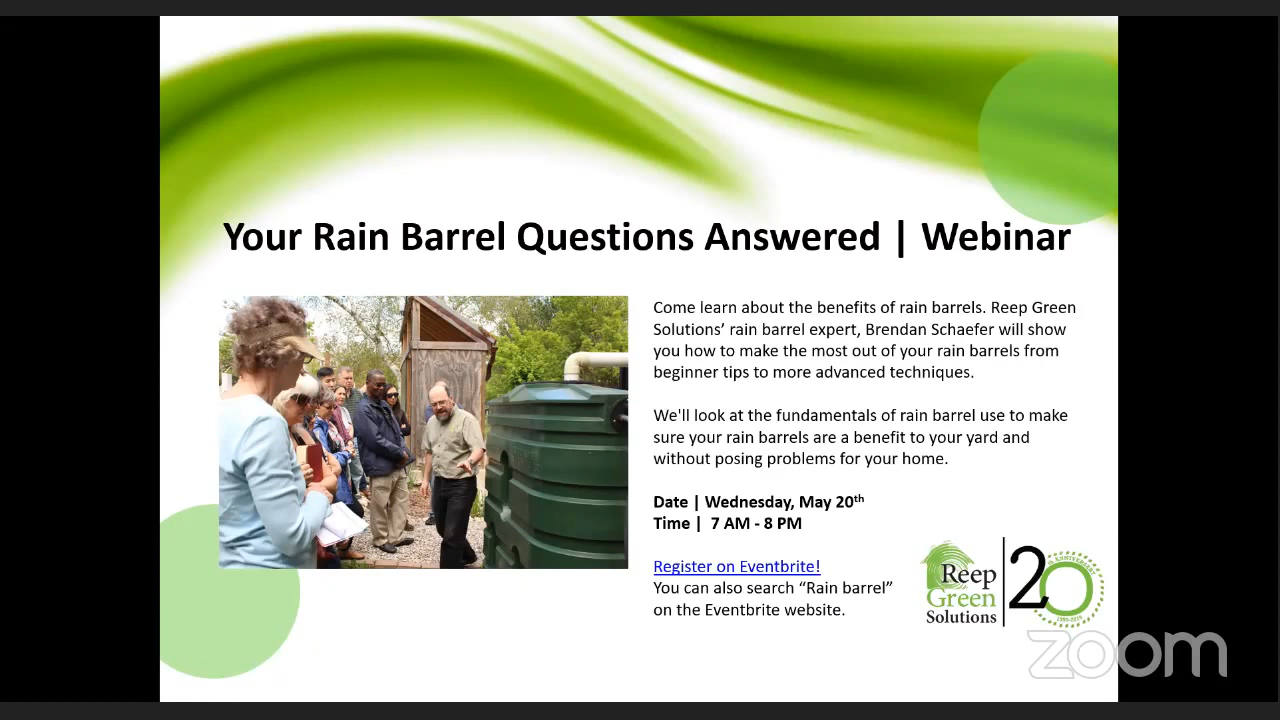 Your Rain Barrel Questions Answered | Webinar
Come learn about the benefits of rain barrels. Reep Green
Solutions’ rain barrel expert, Brendan Schaefer will show
you how to make the most out of your rain barrels from
beginner tips to more advanced techniques.
We'll look at the fundamentals of rain barrel use to make
sure your rain barrels are a benefit to your yard and
without posing problems for your home.
Date | Wednesday, May 20th
Time | 7 AM - 8 PM
Register on Eventbrite!
You can also search “Rain barrel”
on the Eventbrite website.
Reep
Green
Solutions
20
ANNIVERSARY
zoom